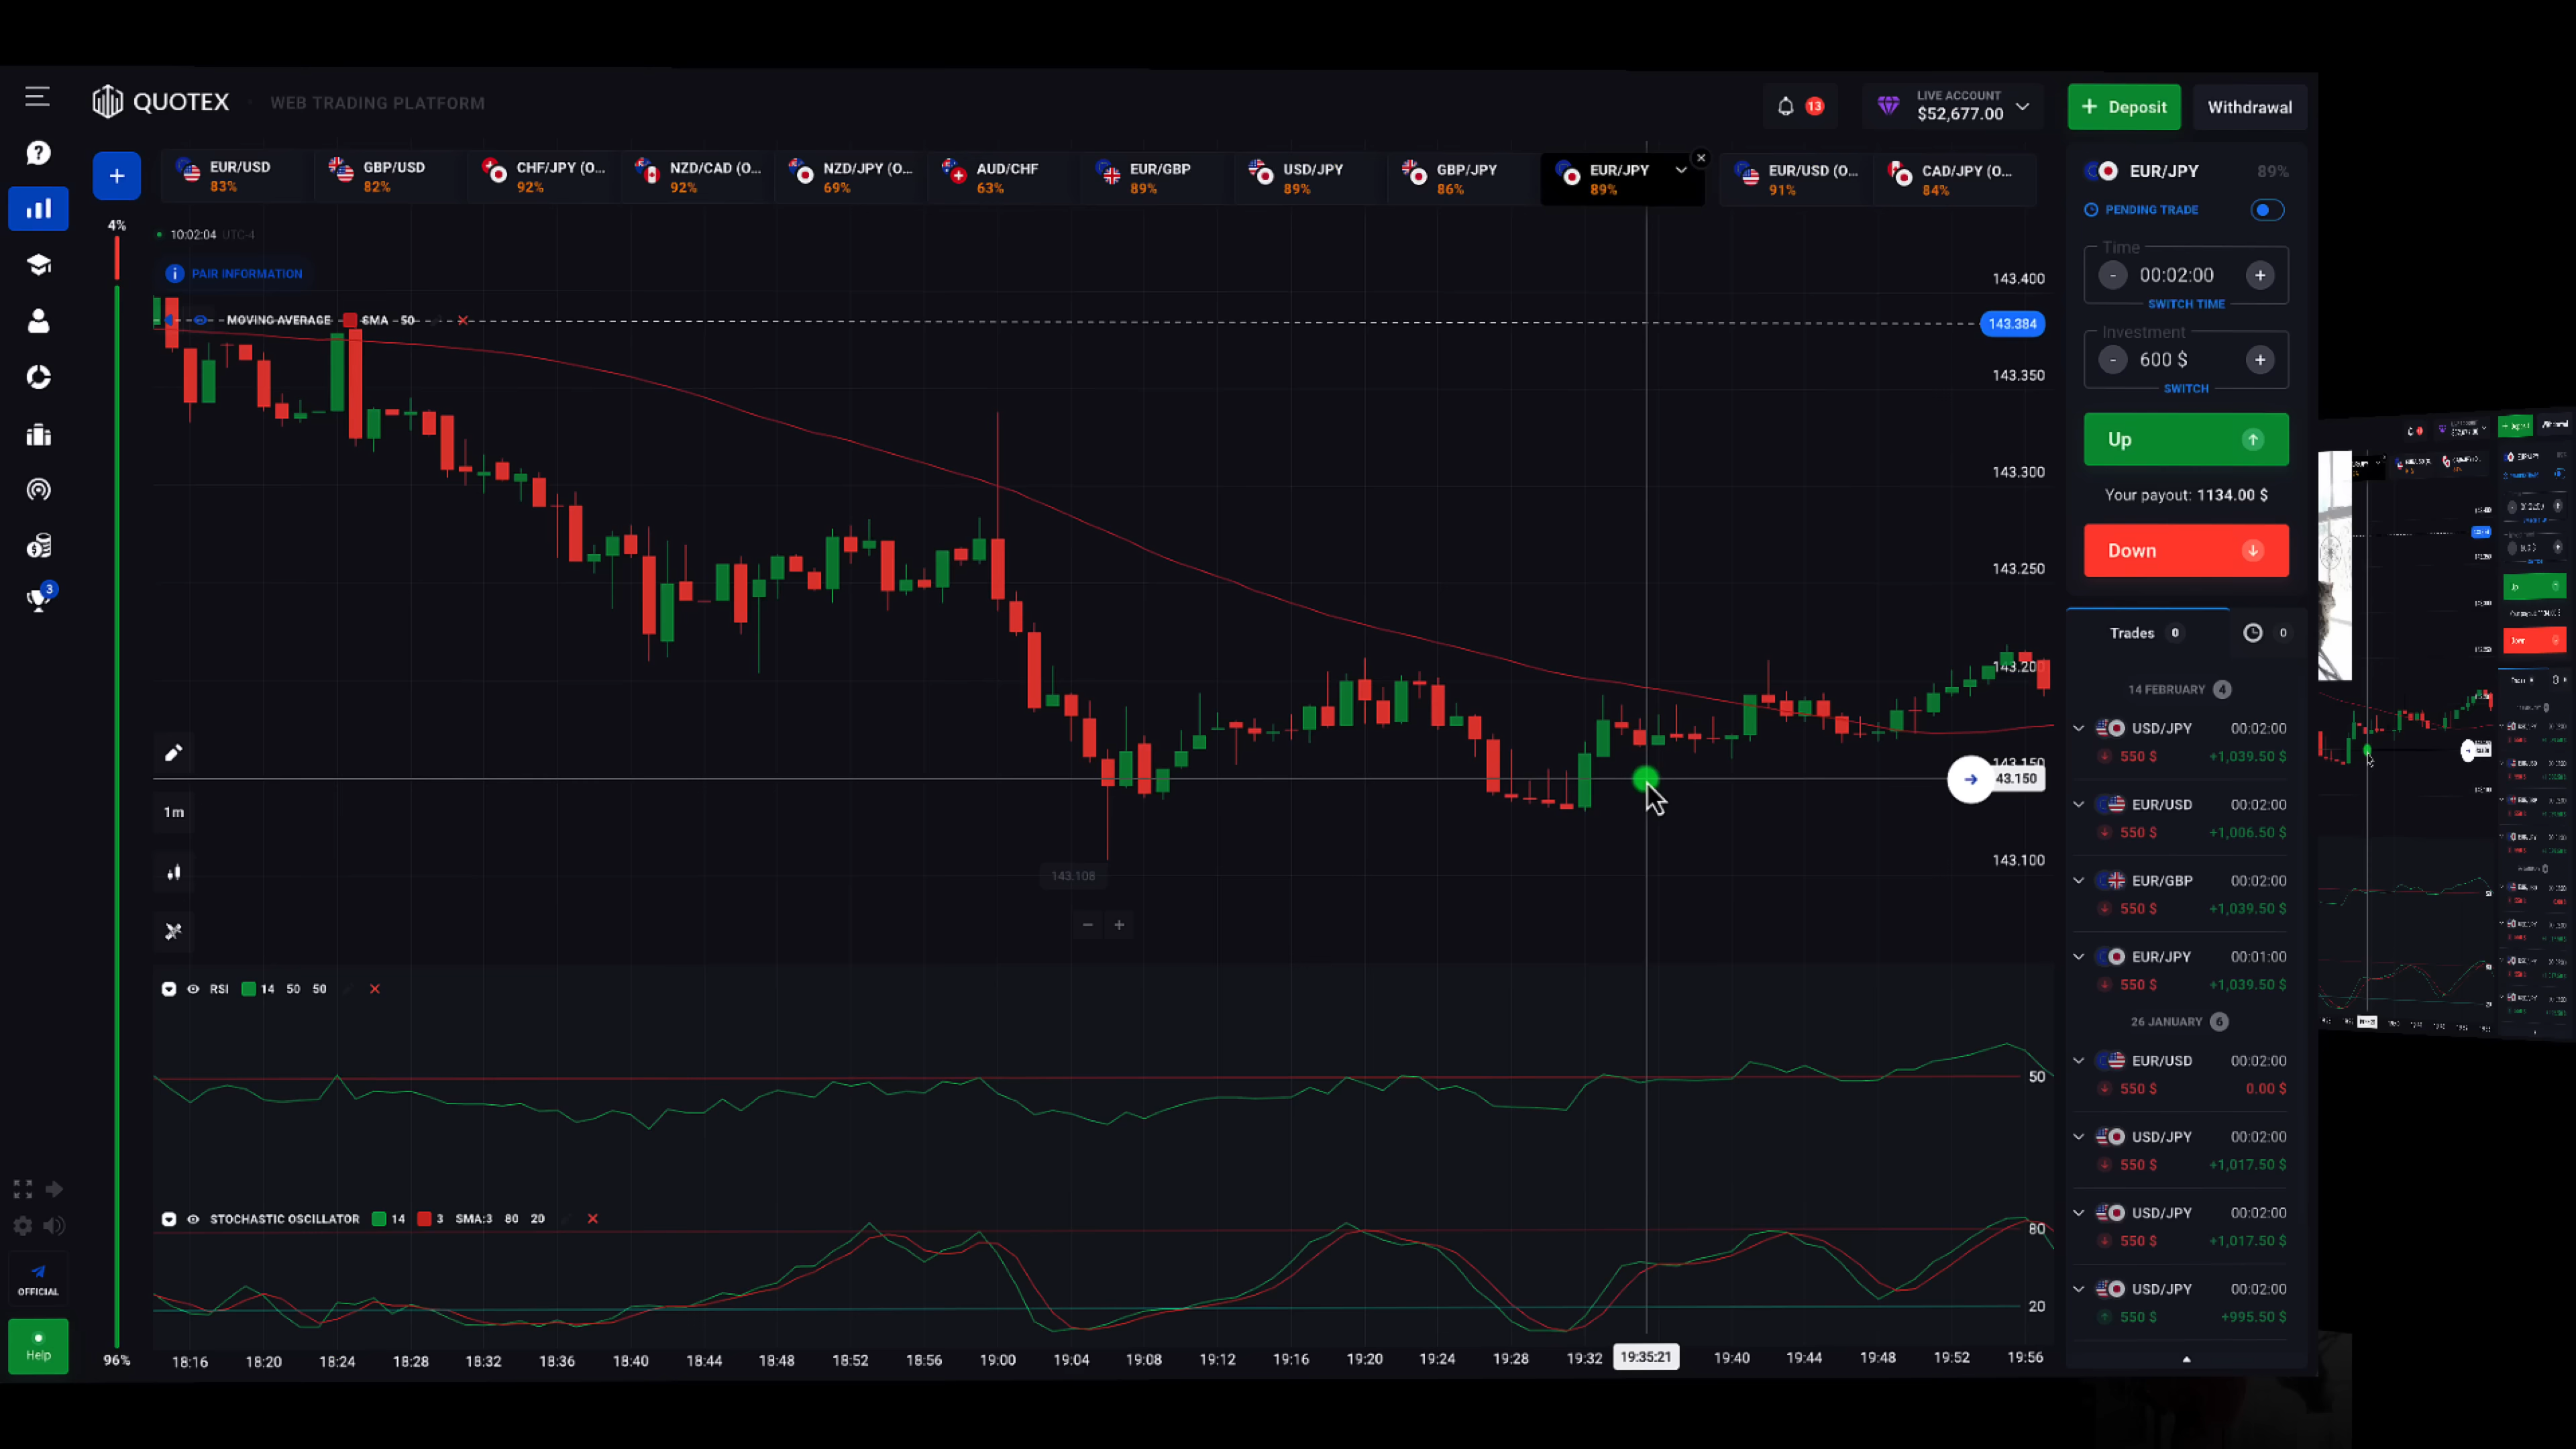 QUOTEX
WEB TRADING PLATFORM
13
LIVE ACCOUNT
$52,677.00
Deposit
Withdrawal
EUR/USD
83%
GBP/USD
82%
CHF/JPY (O...
92%
NZD/CAD (O...
92%
NZD/JPY (O...
69%
AUD/CHF
63%
EUR/GBP
89%
USD/JPY
89%
GBP/JPY
86%
EUR/JPY
89%
EUR/USD (O...
91%
CAD/JPY (O...
84%
4%
10:02:04 UTC-4
PAIR INFORMATION
MOVING AVERAGE SMA - 50
143.400
143.384
143.350
143.300
143.250
143.200
143.150
43.150
143.100
143.108
1m
RSI 14 50 50
50
STOCHASTIC OSCILLATOR 14 3 SMA:3 80 20
80
20
96%
18:16 18:20 18:24 18:28 18:32 18:36 18:40 18:44 18:48 18:52 18:56 19:00 19:04 19:08 19:12 19:16 19:20 19:24 19:28 19:32 19:35:21 19:40 19:44 19:48 19:52 19:56
3
OFFICIAL
Help
EUR/JPY 89%
PENDING TRADE
Time
- 00:02:00 +
SWITCH TIME
Investment
- 600 $ +
SWITCH
Up
Your payout: 1134.00 $
Down
Trades 0
0
14 FEBRUARY 4
USD/JPY 00:02:00
550 $ +1,039.50 $
EUR/USD 00:02:00
550 $ +1,006.50 $
EUR/GBP 00:02:00
550 $ +1,039.50 $
EUR/JPY 00:01:00
550 $ +1,039.50 $
26 JANUARY 6
EUR/USD 00:02:00
550 $ 0.00 $
USD/JPY 00:02:00
550 $ +1,017.50 $
USD/JPY 00:02:00
550 $ +1,017.50 $
USD/JPY 00:02:00
550 $ +995.50 $